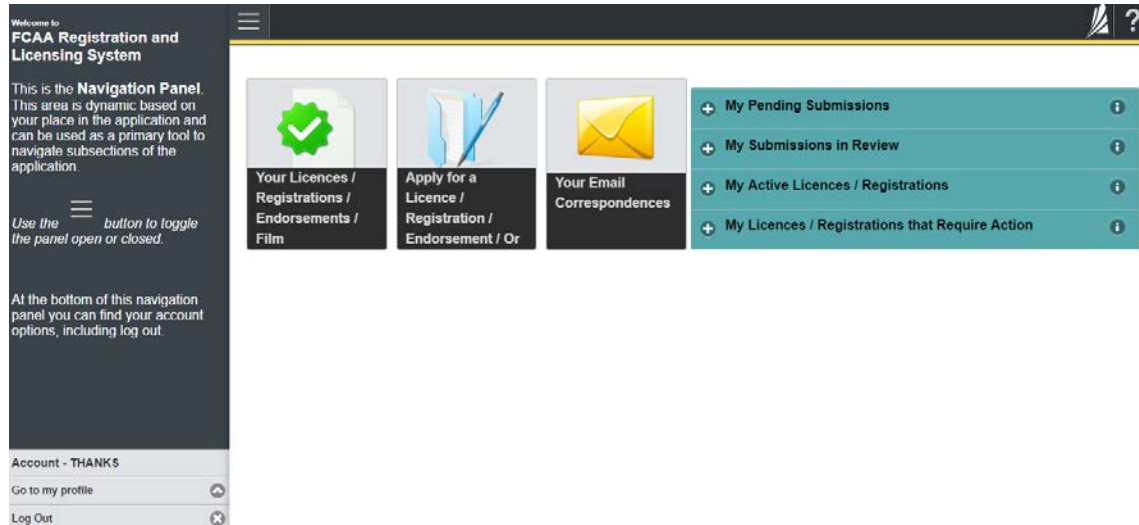 Welcome to
FCAA Registration and
Licensing System
This is the Navigation Panel.
This area is dynamic based on
your place in the application and
can be used as a primary tool to
navigate subsections of the
application.
Use the button to toggle
the panel open or closed.
At the bottom of this navigation
panel you can find your account
options, including log out.
Account - THANKS
Go to my profile
Log Out
?
Your Licences /
Registrations /
Endorsements /
Film
Apply for a
Licence /
Registration /
Endorsement / Or
Your Email
Correspondences
My Pending Submissions
My Submissions in Review
My Active Licences / Registrations
My Licences / Registrations that Require Action